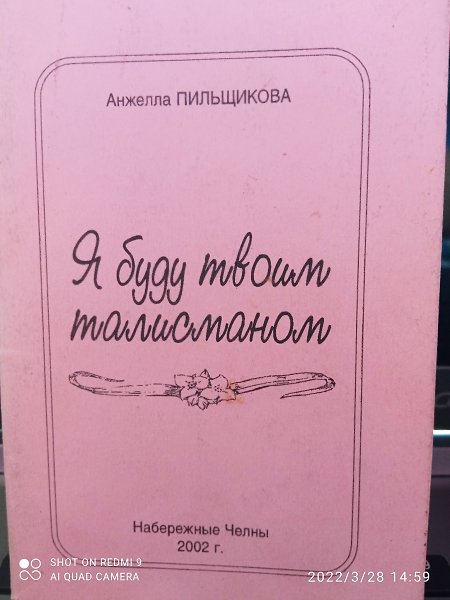 Анжелла ПИЛЬЩИКОВА
Я буду твоим
талисманом
Набережные Челны
2002 г.
SHOT ON REDMI 9
AI QUAD CAMERA
2022/3/28 14:59